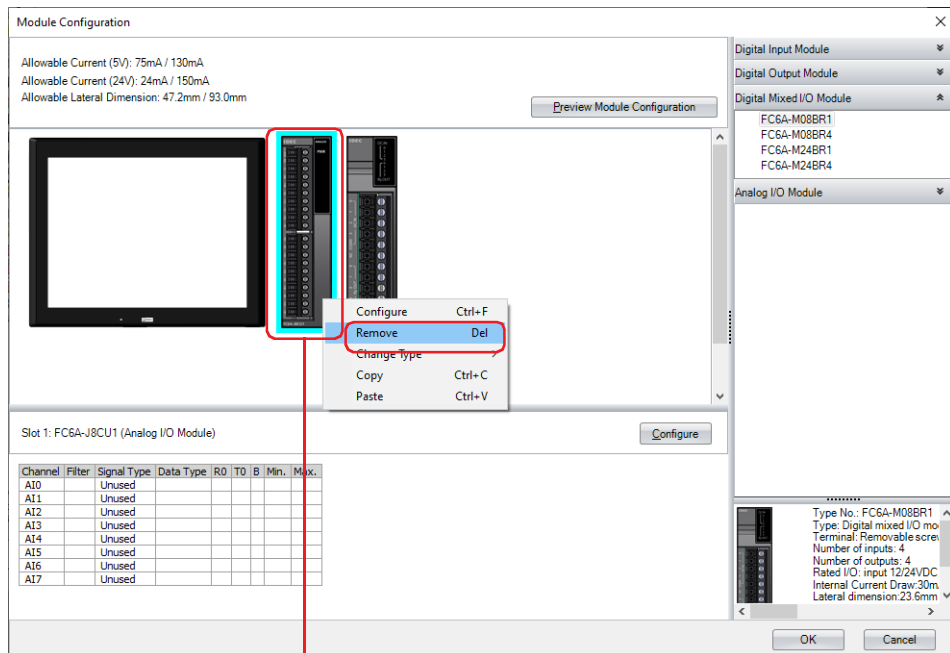 Module Configuration
Allowable Current (5V): 75mA / 130mA
Allowable Current (24V): 24mA / 150mA
Allowable Lateral Dimension: 47.2mm / 93.0mm
Preview Module Configuration
Configure Ctrl+F
Remove Del
Change Type
Copy Ctrl+C
Paste Ctrl+V
Slot 1: FC6A-J8CU1 (Analog I/O Module)
Configure
Channel Filter Signal Type Data Type R0 T0 B Min. Max.
AI0 Unused
AI1 Unused
AI2 Unused
AI3 Unused
AI4 Unused
AI5 Unused
AI6 Unused
AI7 Unused
Digital Input Module
Digital Output Module
Digital Mixed I/O Module
FC6A-M08BR1
FC6A-M08BR4
FC6A-M24BR1
FC6A-M24BR4
Analog I/O Module
Type No.: FC6A-M08BR1
Type: Digital mixed I/O mo
Terminal: Removable scre
Number of inputs: 4
Number of outputs: 4
Rated I/O: input 12/24VDC
Internal Current Draw:30m
Lateral dimension:23.6mm
OK
Cancel